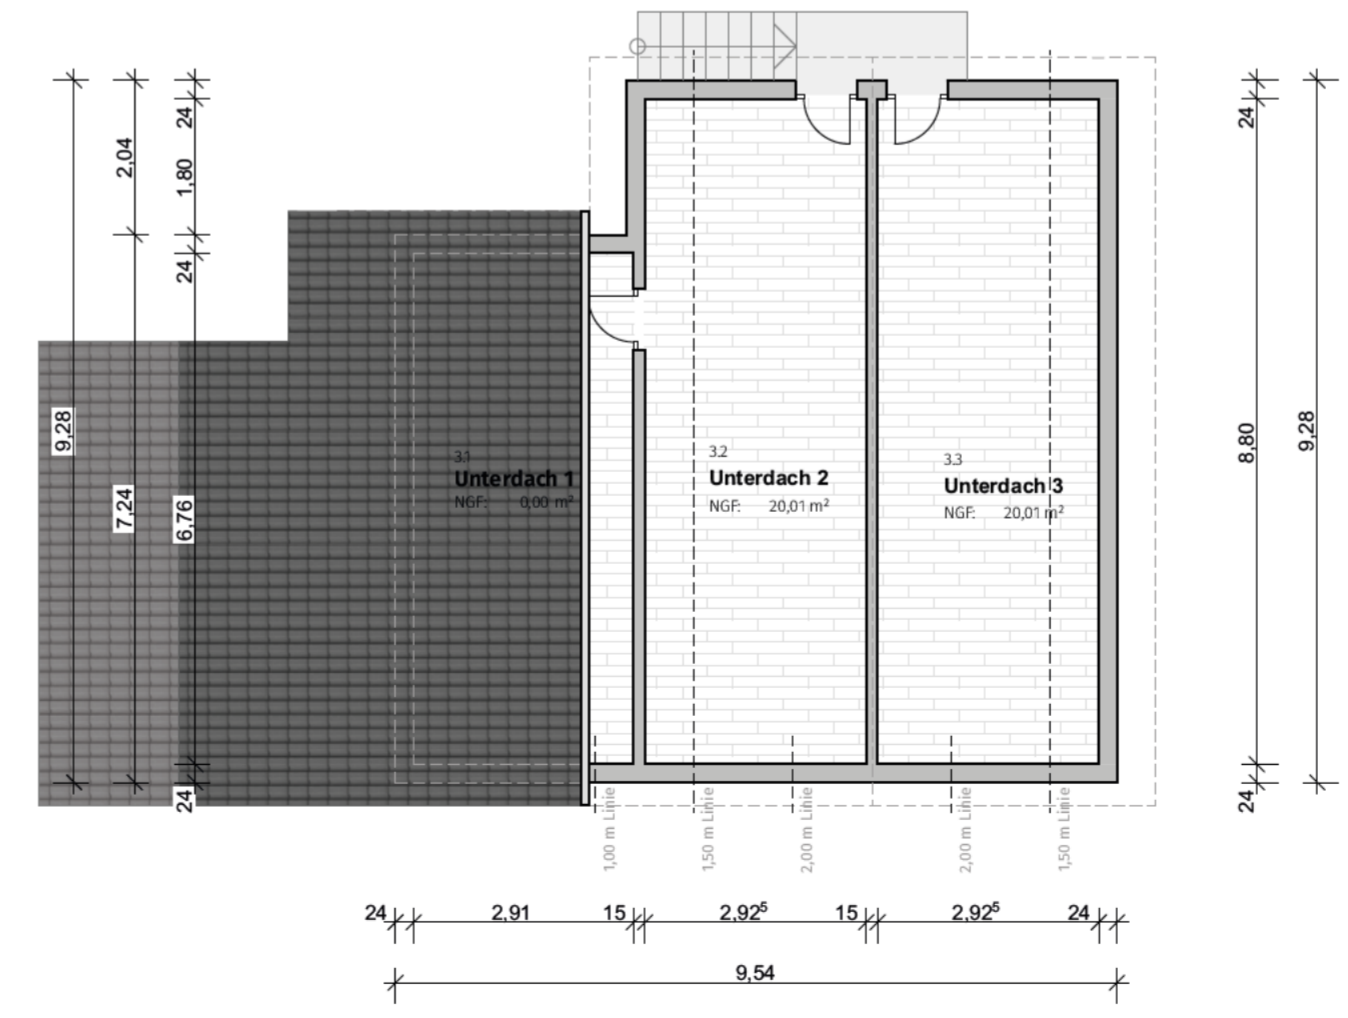 24
2,04
1,80
24
9,28
7,24
6,76
24
3.1
Unterdach 1
NGF: 0,00 m²
3.2
Unterdach 2
NGF: 20,01 m²
3.3
Unterdach 3
NGF: 20,01 m²
24
8,80
9,28
24
1,00 m Linie
1,50 m Linie
2,00 m Linie
2,00 m Linie
1,50 m Linie
24 2,91 15 2,92⁵ 15 2,92⁵ 24
9,54